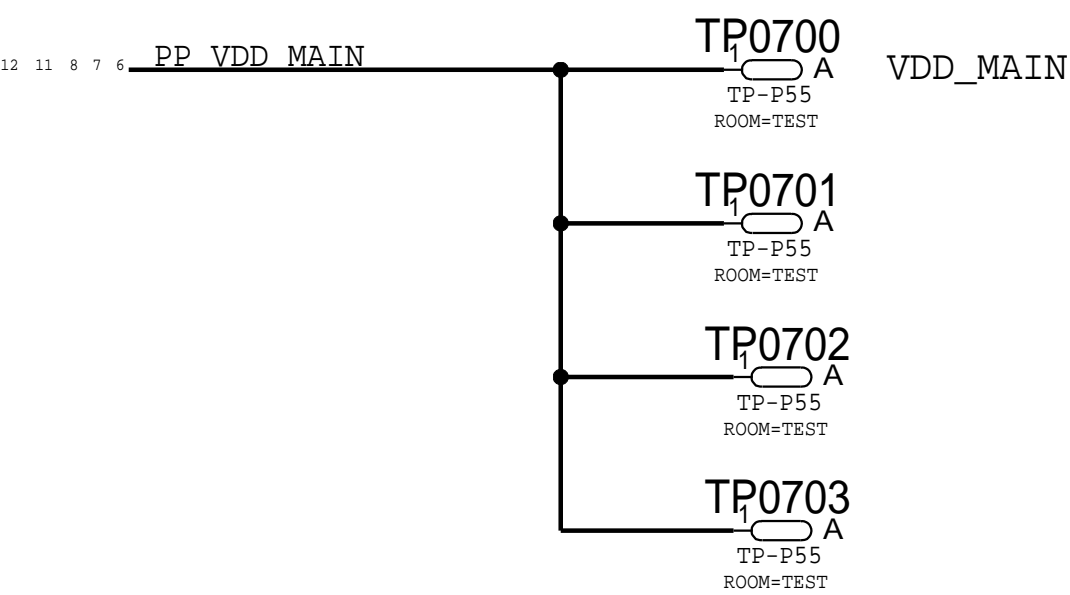 TP0700
12 11 8 7 6 PP_VDD_MAIN 1 A VDD_MAIN
TP-P55
ROOM=TEST
TP0701
1 A
TP-P55
ROOM=TEST
TP0702
1 A
TP-P55
ROOM=TEST
TP0703
1 A
TP-P55
ROOM=TEST